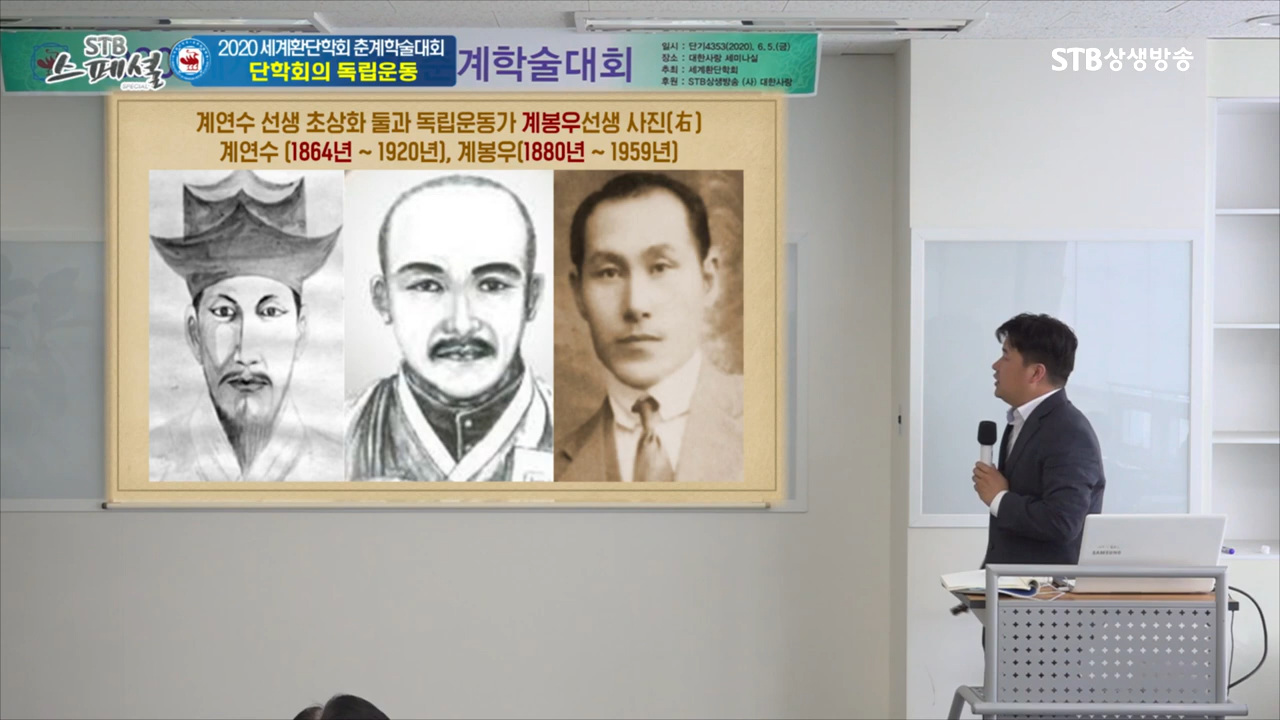 STB
스페셜
SPECIAL
2020 세계환단학회 춘계학술대회
단학회의 독립운동
계학술대회
일시 : 단기4353(2020). 6. 5.(금)
장소 : 대한사랑 세미나실
주최 : 세계환단학회
후원 : STB상생방송 (사) 대한사랑
STB상생방송
계연수 선생 초상화 둘과 독립운동가 계봉우선생 사진(右)
계연수 (1864년 ~ 1920년), 계봉우(1880년 ~ 1959년)
SAMSUNG